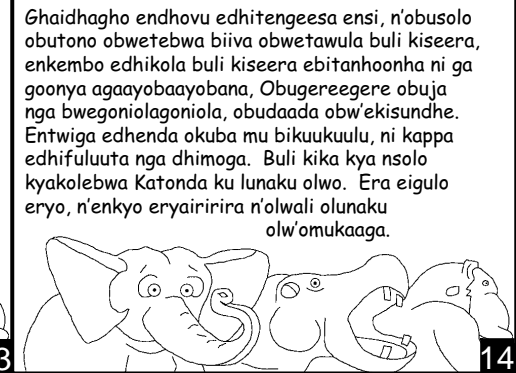 Ghaidhagho endhovu edhitengeesa ensi, n'obusolo
obutono obwetebwa biiva obwetawula buli kiseera,
enkembo edhikola buli kiseera ebitanhoonha ni ga
goonya agaayobaayobana, Obugereegere obuja
nga bwegoniolagoniola, obudaada obw'ekisundhe.
Entwiga edhenda okuba mu bikuukuulu, ni kappa
edhifuluuta nga dhimoga. Buli kika kya nsolo
kyakolebwa Katonda ku lunaku olwo. Era eigulo
eryo, n'enkyo eryairirira n'olwali olunaku
olw'omukaaga.
3
14